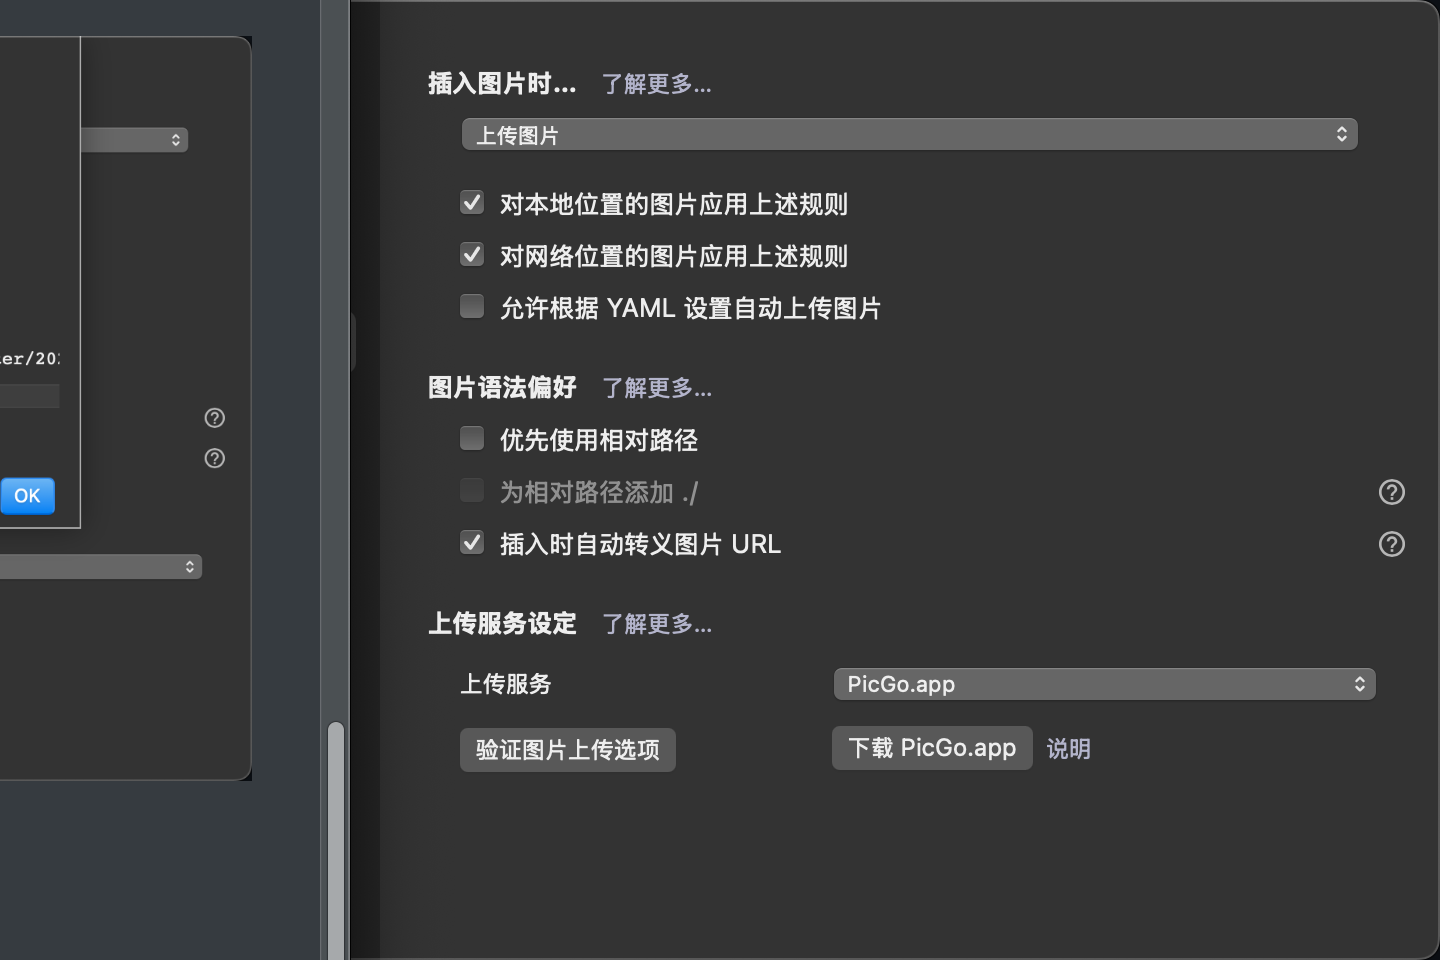 插入图片时... 了解更多...
上传图片
对本地位置的图片应用上述规则
对网络位置的图片应用上述规则
允许根据 YAML 设置自动上传图片
图片语法偏好 了解更多...
优先使用相对路径
为相对路径添加 ./
插入时自动转义图片 URL
上传服务设定 了解更多...
上传服务 PicGo.app
验证图片上传选项 下载 PicGo.app 说明
er/20
OK